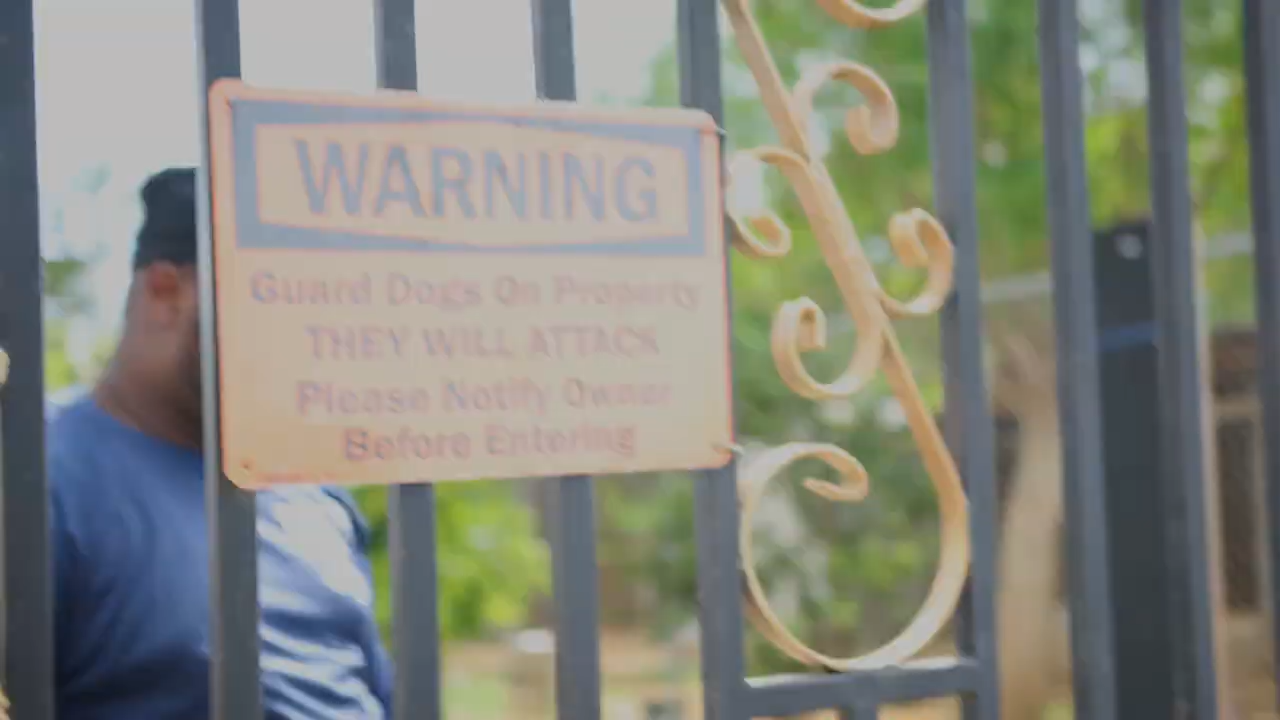 WARNING
Guard Dogs On Property
THEY WILL ATTACK
Please Notify Owner
Before Entering